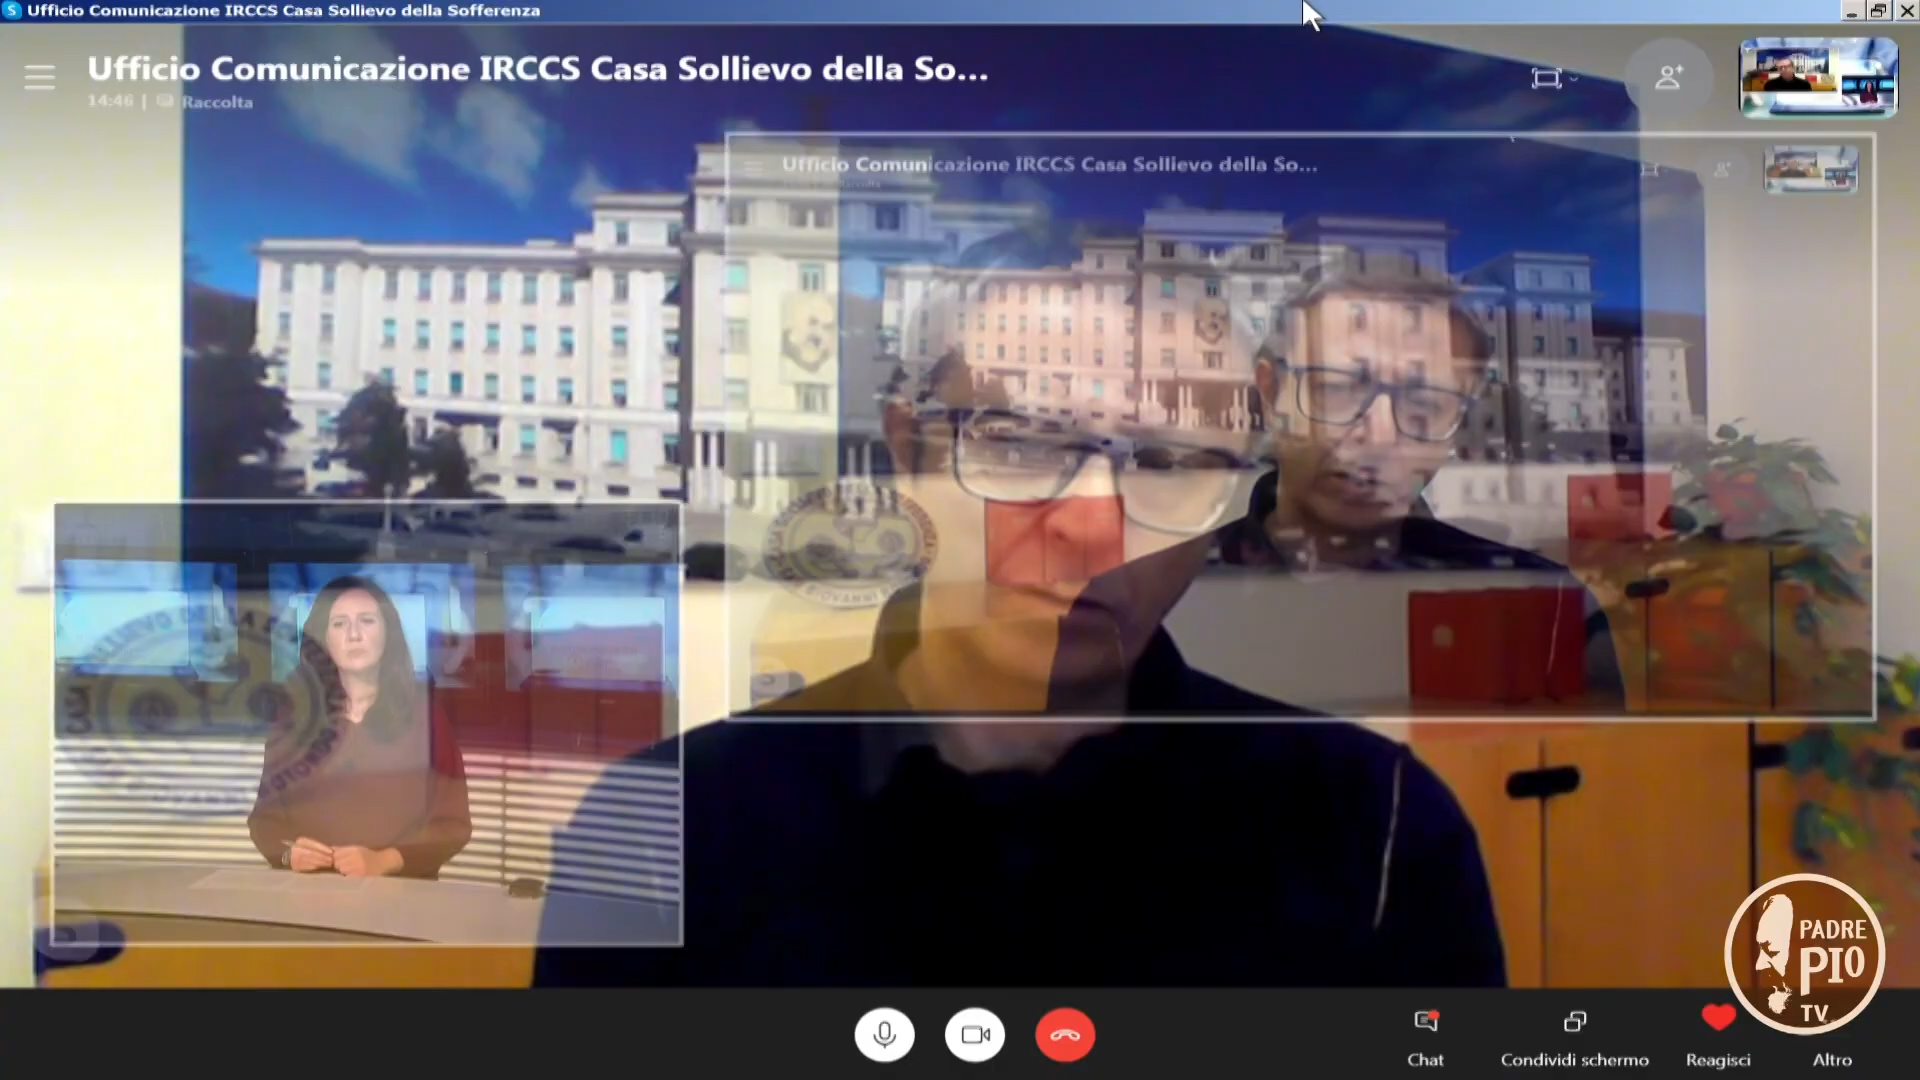 Ufficio Comunicazione IRCCS Casa Sollievo della Sofferenza
Ufficio Comunicazione IRCCS Casa Sollievo della So...
14:46 | Raccolta
Ufficio Comunicazione IRCCS Casa Sollievo della So...
PADRE
PIO
TV
Chat
Condividi schermo
Reagisci
Altro